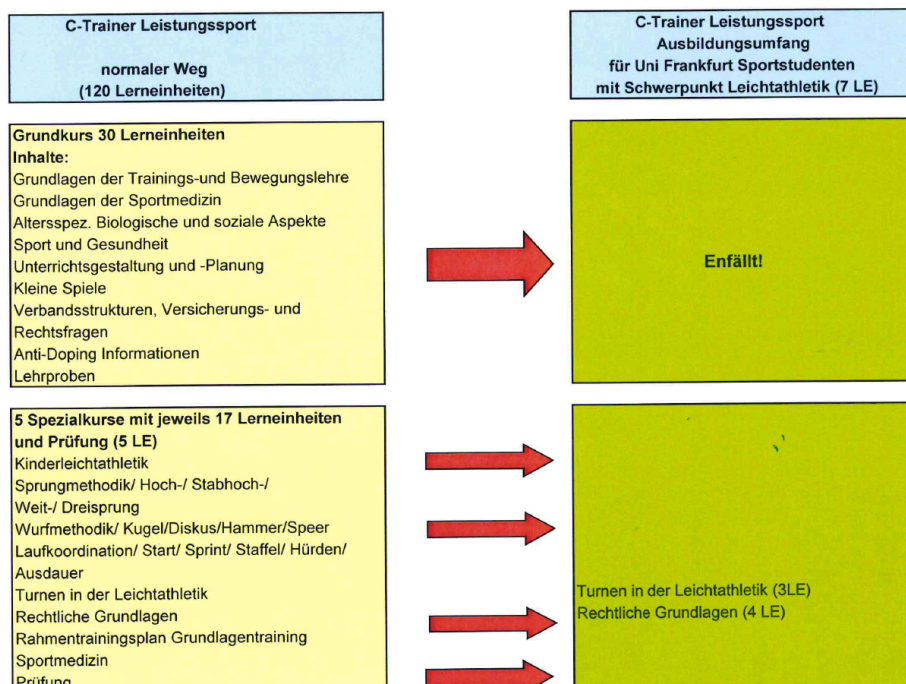 C-Trainer Leistungssport
normaler Weg
(120 Lerneinheiten)
C-Trainer Leistungssport
Ausbildungsumfang
für Uni Frankfurt Sportstudenten
mit Schwerpunkt Leichtathletik (7 LE)
Grundkurs 30 Lerneinheiten
Inhalte:
Grundlagen der Trainings-und Bewegungslehre
Grundlagen der Sportmedizin
Altersspez. Biologische und soziale Aspekte
Sport und Gesundheit
Unterrichtsgestaltung und -Planung
Kleine Spiele
Verbandsstrukturen, Versicherungs- und
Rechtsfragen
Anti-Doping Informationen
Lehrproben
Enfällt!
5 Spezialkurse mit jeweils 17 Lerneinheiten
und Prüfung (5 LE)
Kinderleichtathletik
Sprungmethodik/ Hoch-/ Stabhoch-/
Weit-/ Dreisprung
Wurfmethodik/ Kugel/Diskus/Hammer/Speer
Laufkoordination/ Start/ Sprint/ Staffel/ Hürden/
Ausdauer
Turnen in der Leichtathletik
Rechtliche Grundlagen
Rahmentrainingsplan Grundlagentraining
Sportmedizin
Prüfung
Turnen in der Leichtathletik (3LE)
Rechtliche Grundlagen (4 LE)